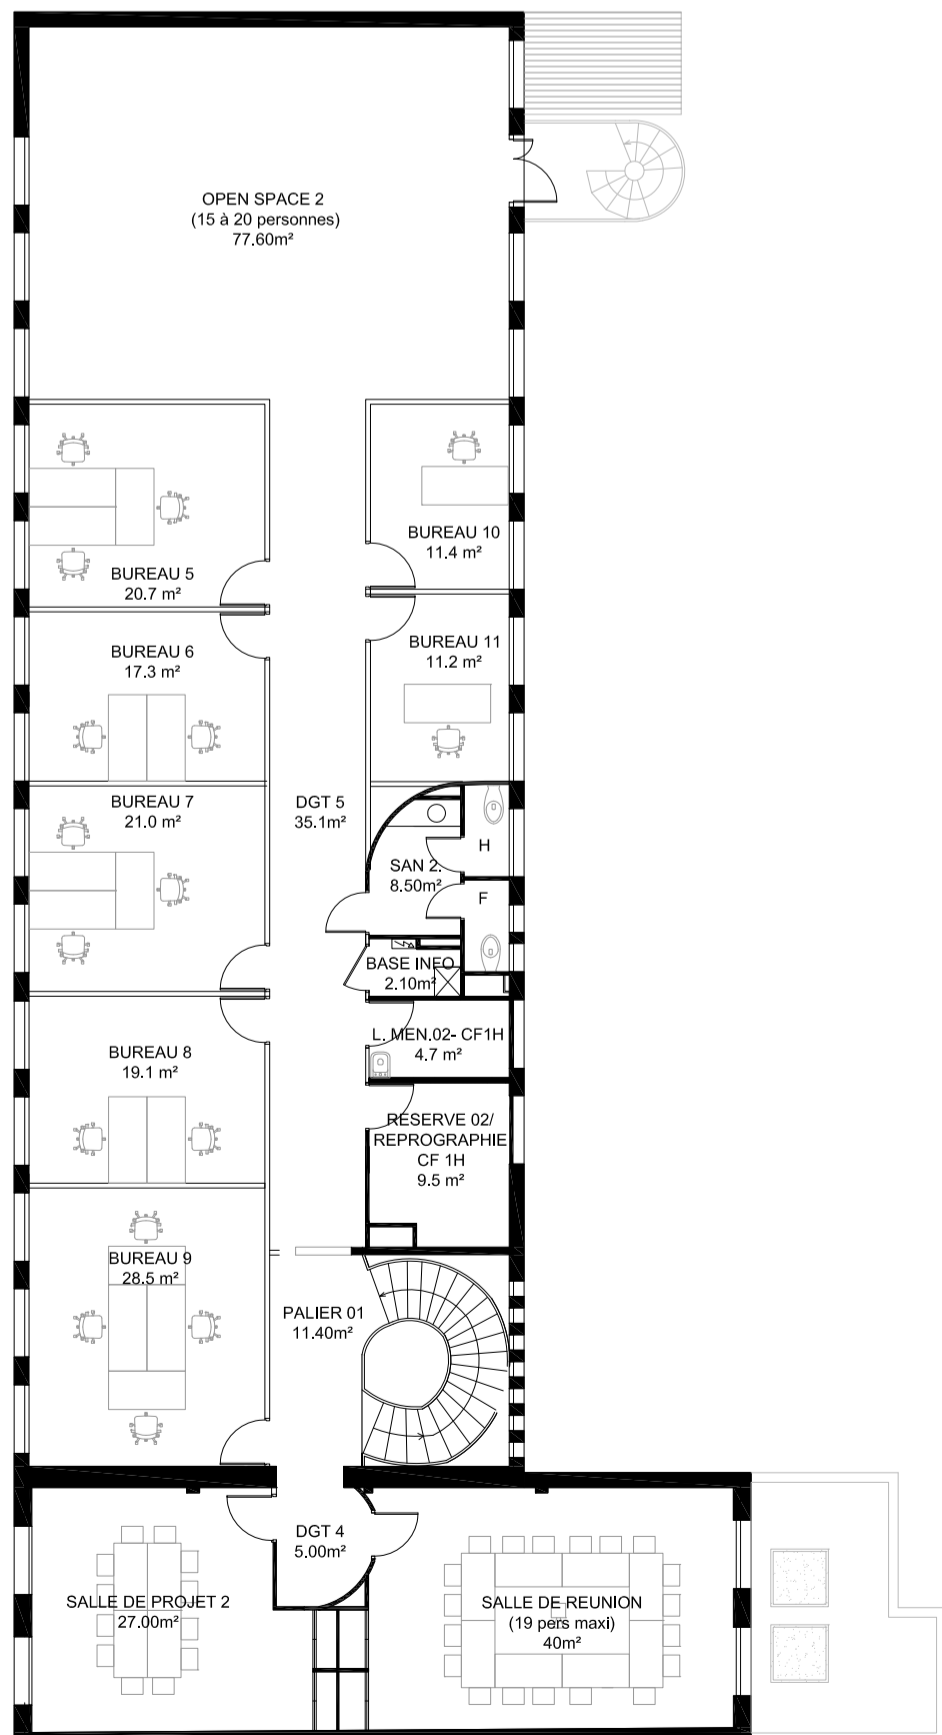 OPEN SPACE 2
(15 à 20 personnes)
77.60m²
BUREAU 10
11.4 m²
BUREAU 5
20.7 m²
BUREAU 11
11.2 m²
BUREAU 6
17.3 m²
BUREAU 7
21.0 m²
DGT 5
35.1m²
H
SAN 2.
8.50m²
F
BASE INFO
2.10m²
L. MEN.02- CF1H
4.7 m²
BUREAU 8
19.1 m²
RESERVE 02/
REPROGRAPHIE
CF 1H
9.5 m²
BUREAU 9
28.5 m²
PALIER 01
11.40m²
DGT 4
5.00m²
SALLE DE PROJET 2
27.00m²
SALLE DE REUNION
(19 pers maxi)
40m²